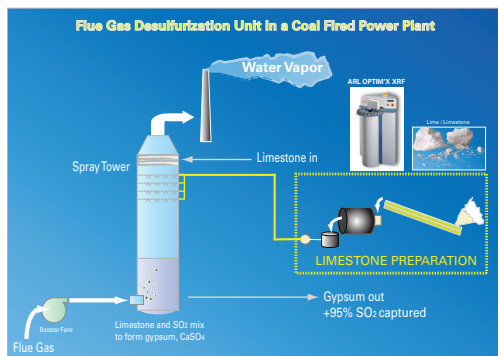 Flue Gas Desulfurization Unit in a Coal Fired Power Plant
Water Vapor
ARL OPTIM'X XRF
Lime / Limestone
Spray Tower
Limestone in
LIMESTONE PREPARATION
Gypsum out
+95% SO2 captured
Booster Fans
Flue Gas
Limestone and SO2 mix
to form gypsum, CaSO4